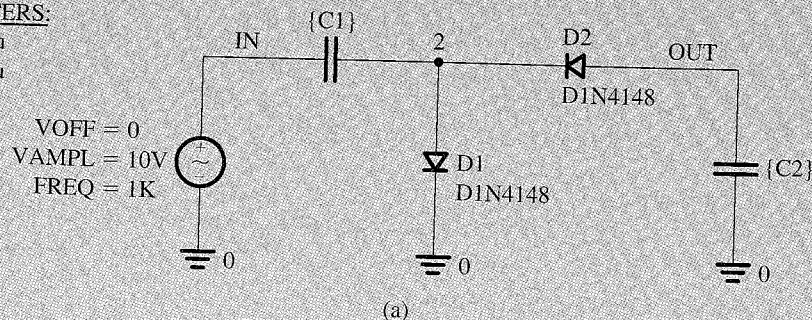 ERS:
u
u
IN
{C1}
2
D2
D1N4148
OUT
VOFF = 0
VAMPL = 10V
FREQ = 1K
+
~
D1
D1N4148
{C2}
0
0
0
(a)